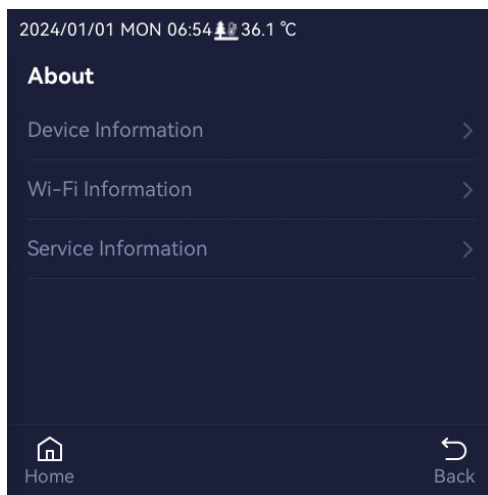 2024/01/01 MON 06:54 36.1 ℃
About
Device Information
Wi-Fi Information
Service Information
Home
Back